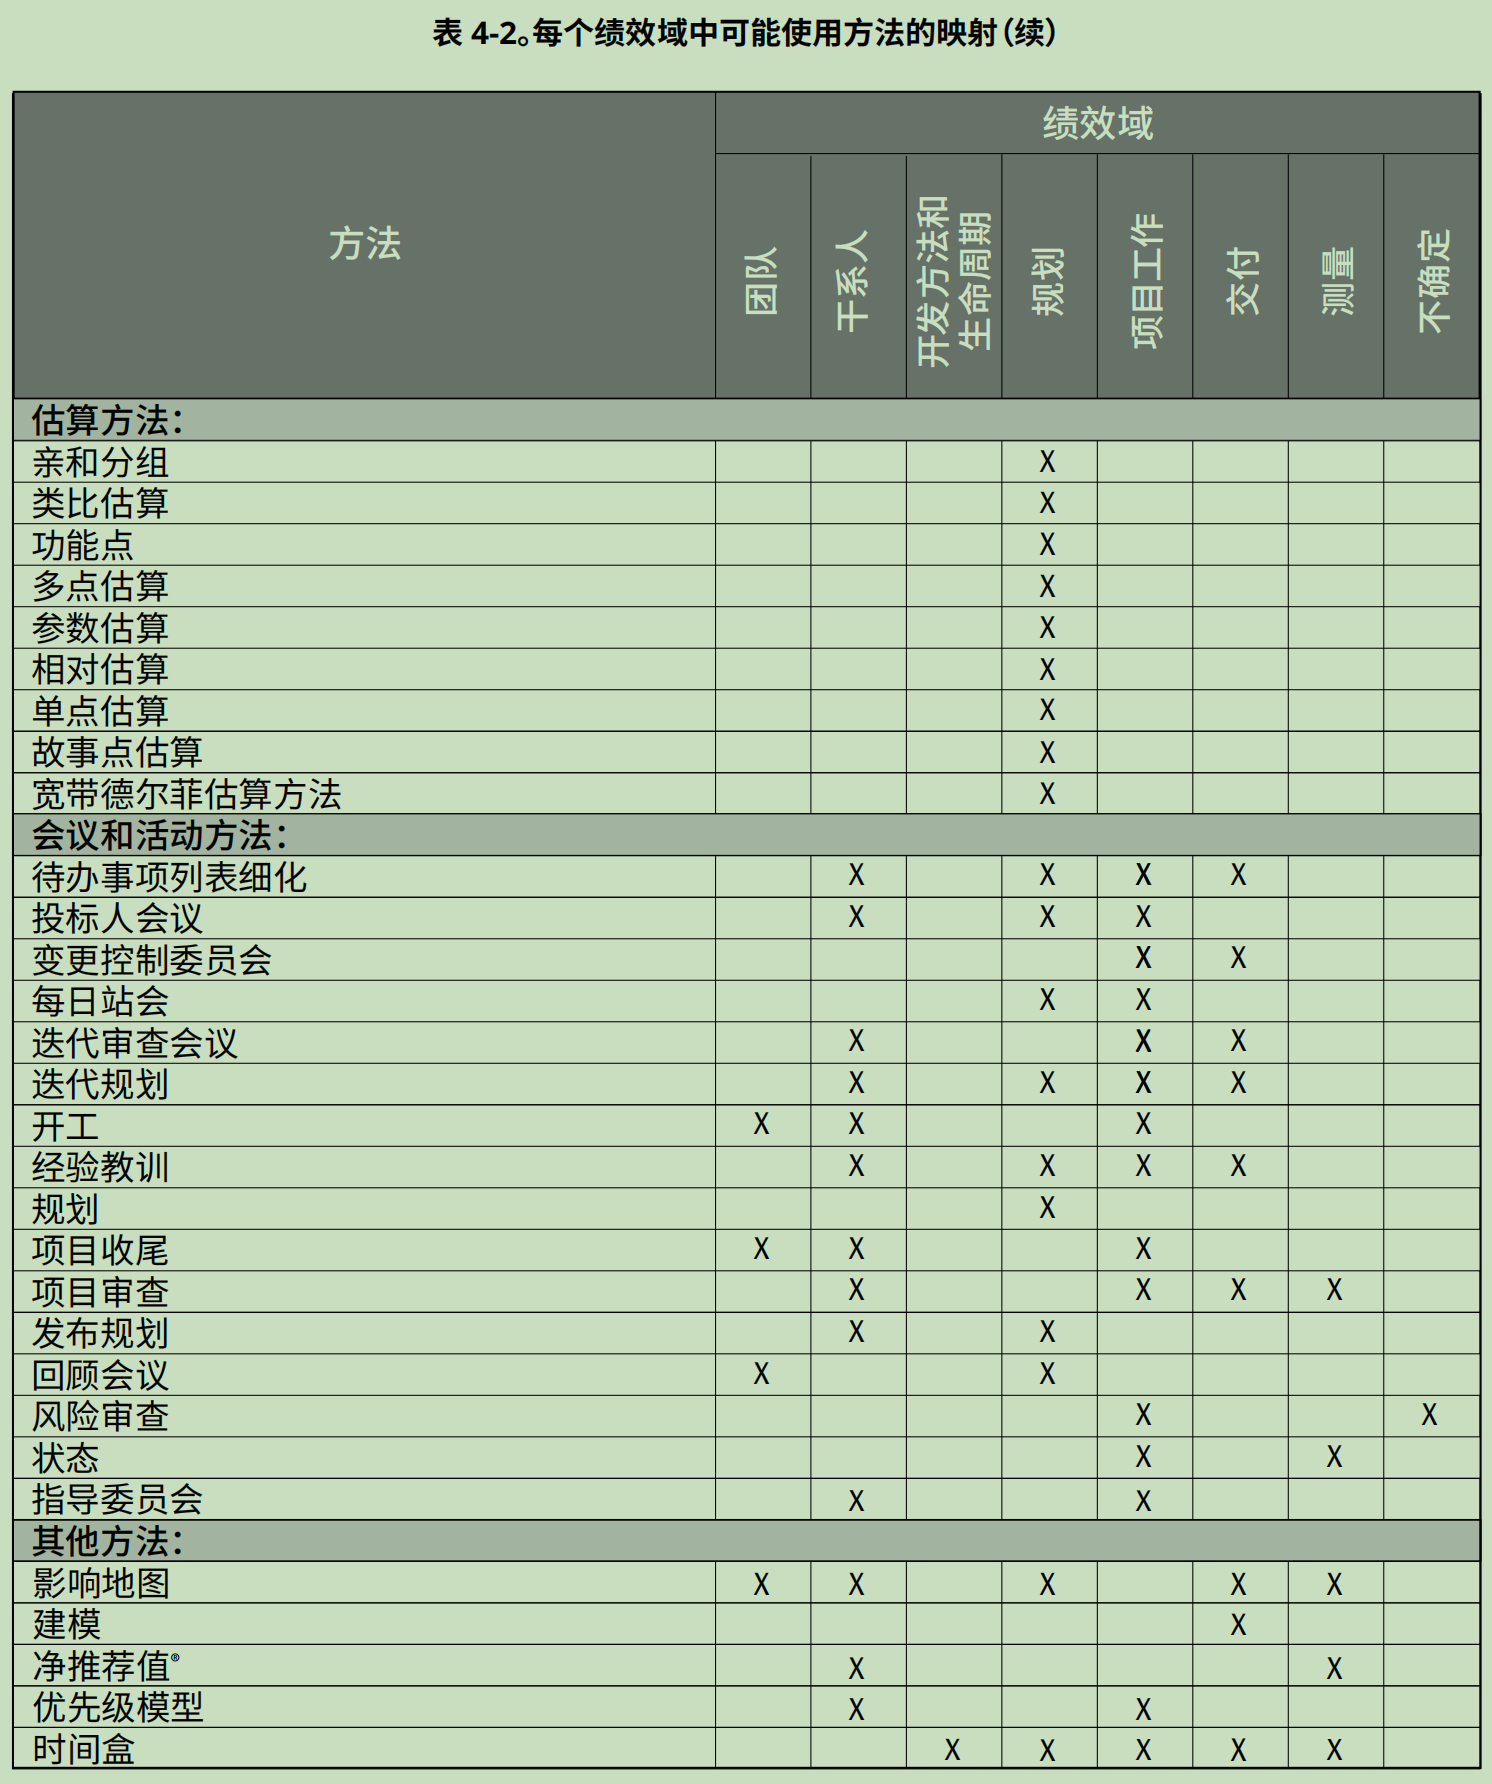 表 4-2。每个绩效域中可能使用方法的映射（续）
方法
绩效域
团队
干系人
开发方法和
生命周期
规划
项目工作
交付
测量
不确定
估算方法：
亲和分组 X
类比估算 X
功能点 X
多点估算 X
参数估算 X
相对估算 X
单点估算 X
故事点估算 X
宽带德尔菲估算方法 X
会议和活动方法：
待办事项列表细化 X X X X
投标人会议 X X X
变更控制委员会 X X
每日站会 X X
迭代审查会议 X X X
迭代规划 X X X X
开工 X X X
经验教训 X X X X
规划 X
项目收尾 X X X
项目审查 X X X X
发布规划 X X
回顾会议 X X
风险审查 X X
状态 X X
指导委员会 X X
其他方法：
影响地图 X X X X X
建模 X
净推荐值® X X
优先级模型 X X
时间盒 X X X X X